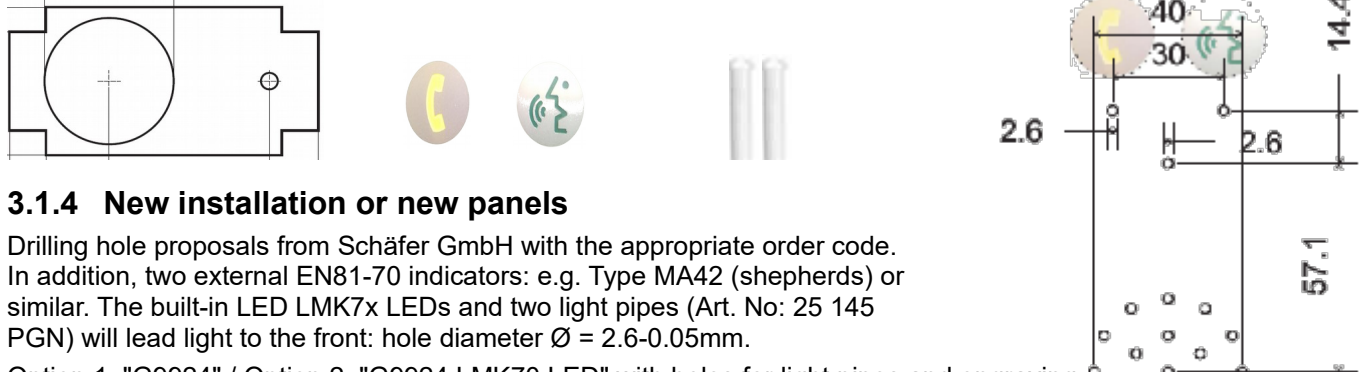 40
14.4
30
2.6
2.6
3.1.4 New installation or new panels
Drilling hole proposals from Schäfer GmbH with the appropriate order code.
In addition, two external EN81-70 indicators: e.g. Type MA42 (shepherds) or
similar. The built-in LED LMK7x LEDs and two light pipes (Art. No: 25 145
PGN) will lead light to the front: hole diameter Ø = 2.6-0.05mm.
57.1